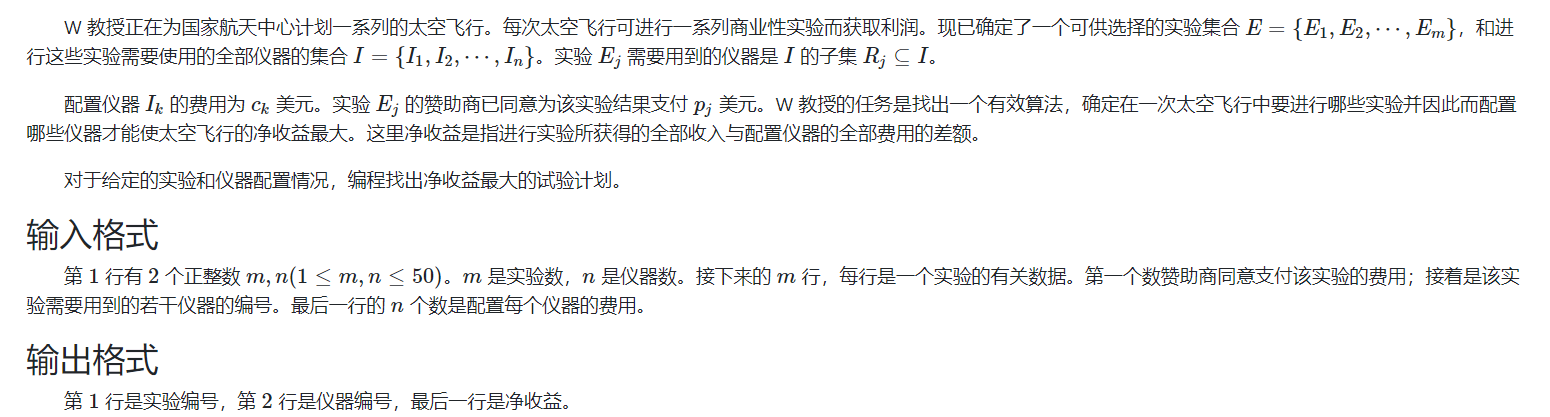 W 教授正在为国家航天中心计划一系列的太空飞行。每次太空飞行可进行一系列商业性实验而获取利润。现已确定了一个可供选择的实验集合 E = {E₁, E₂, ⋯, Eₘ}，和进
行这些实验需要使用的全部仪器的集合 I = {I₁, I₂, ⋯, Iₙ}。实验 Eⱼ 需要用到的仪器是 I 的子集 Rⱼ ⊆ I。
配置仪器 Iₖ 的费用为 cₖ 美元。实验 Eⱼ 的赞助商已同意为该实验结果支付 pⱼ 美元。W 教授的任务是找出一个有效算法，确定在一次太空飞行中要进行哪些实验并因此而配置
哪些仪器才能使太空飞行的净收益最大。这里净收益是指进行实验所获得的全部收入与配置仪器的全部费用的差额。
对于给定的实验和仪器配置情况，编程找出净收益最大的试验计划。
输入格式
第 1 行有 2 个正整数 m, n(1 ≤ m, n ≤ 50)。m 是实验数，n 是仪器数。接下来的 m 行，每行是一个实验的有关数据。第一个数赞助商同意支付该实验的费用；接着是该实
验需要用到的若干仪器的编号。最后一行的 n 个数是配置每个仪器的费用。
输出格式
第 1 行是实验编号，第 2 行是仪器编号，最后一行是净收益。